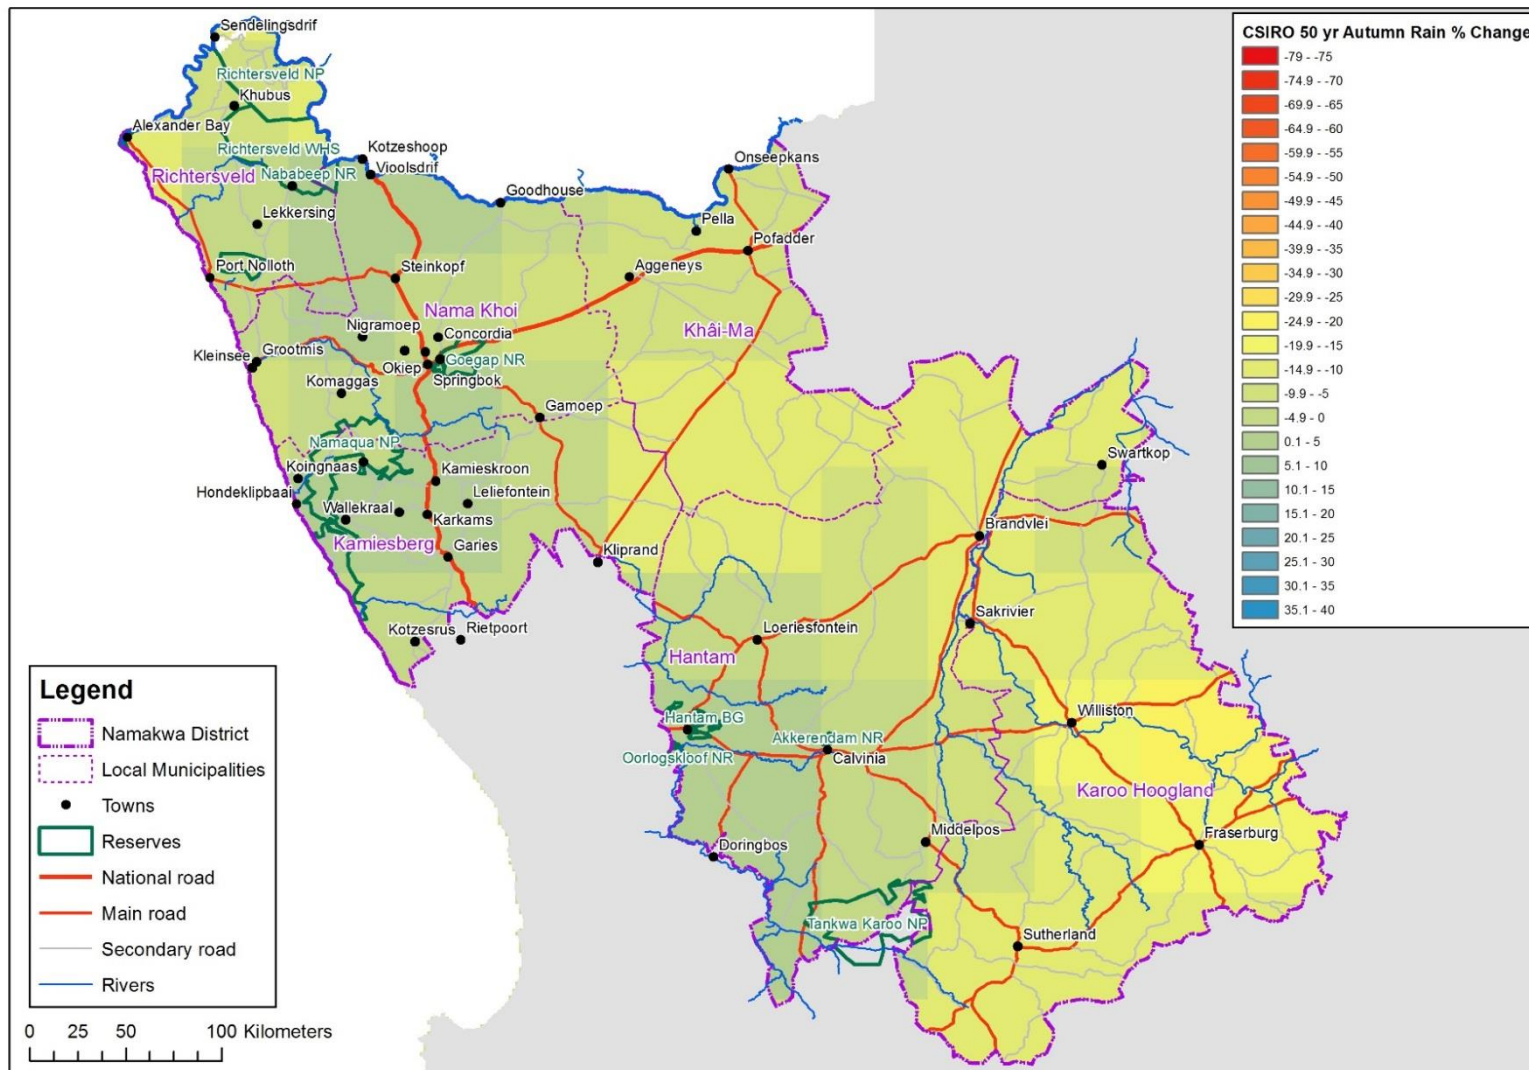 CSIRO 50 yr Autumn Rain % Change
-79 - -75
-74.9 - -70
-69.9 - -65
-64.9 - -60
-59.9 - -55
-54.9 - -50
-49.9 - -45
-44.9 - -40
-39.9 - -35
-34.9 - -30
-29.9 - -25
-24.9 - -20
-19.9 - -15
-14.9 - -10
-9.9 - -5
-4.9 - 0
0.1 - 5
5.1 - 10
10.1 - 15
15.1 - 20
20.1 - 25
25.1 - 30
30.1 - 35
35.1 - 40
Sendelingsdrif
Richtersveld NP
Khubus
Alexander Bay
Richtersveld WHS
Kotzeshoop
Vioolsdrif
Richtersveld
Nababeep NR
Onseepkans
Goodhouse
Lekkersing
Pella
Pofadder
Port Nolloth
Steinkopf
Aggeneys
Nama Khoi
Khâi-Ma
Nigramoep
Concordia
Kleinsee
Grootmis
Okiep
Goegap NR
Springbok
Komaggas
Gamoep
Namaqua NP
Koingnaas
Kamieskroon
Swartkop
Hondeklipbaai
Wallekraal
Leliefontein
Karkams
Brandvlei
Kamiesberg
Garies
Kliprand
Kotzesrus
Rietpoort
Loeriesfontein
Sakrivier
Hantam
Hantam BG
Williston
Akkerendam NR
Oorlogskloof NR
Calvinia
Karoo Hoogland
Middelpos
Fraserburg
Doringbos
Tankwa Karoo NP
Sutherland
Legend
Namakwa District
Local Municipalities
Towns
Reserves
National road
Main road
Secondary road
Rivers
0 25 50 100 Kilometers